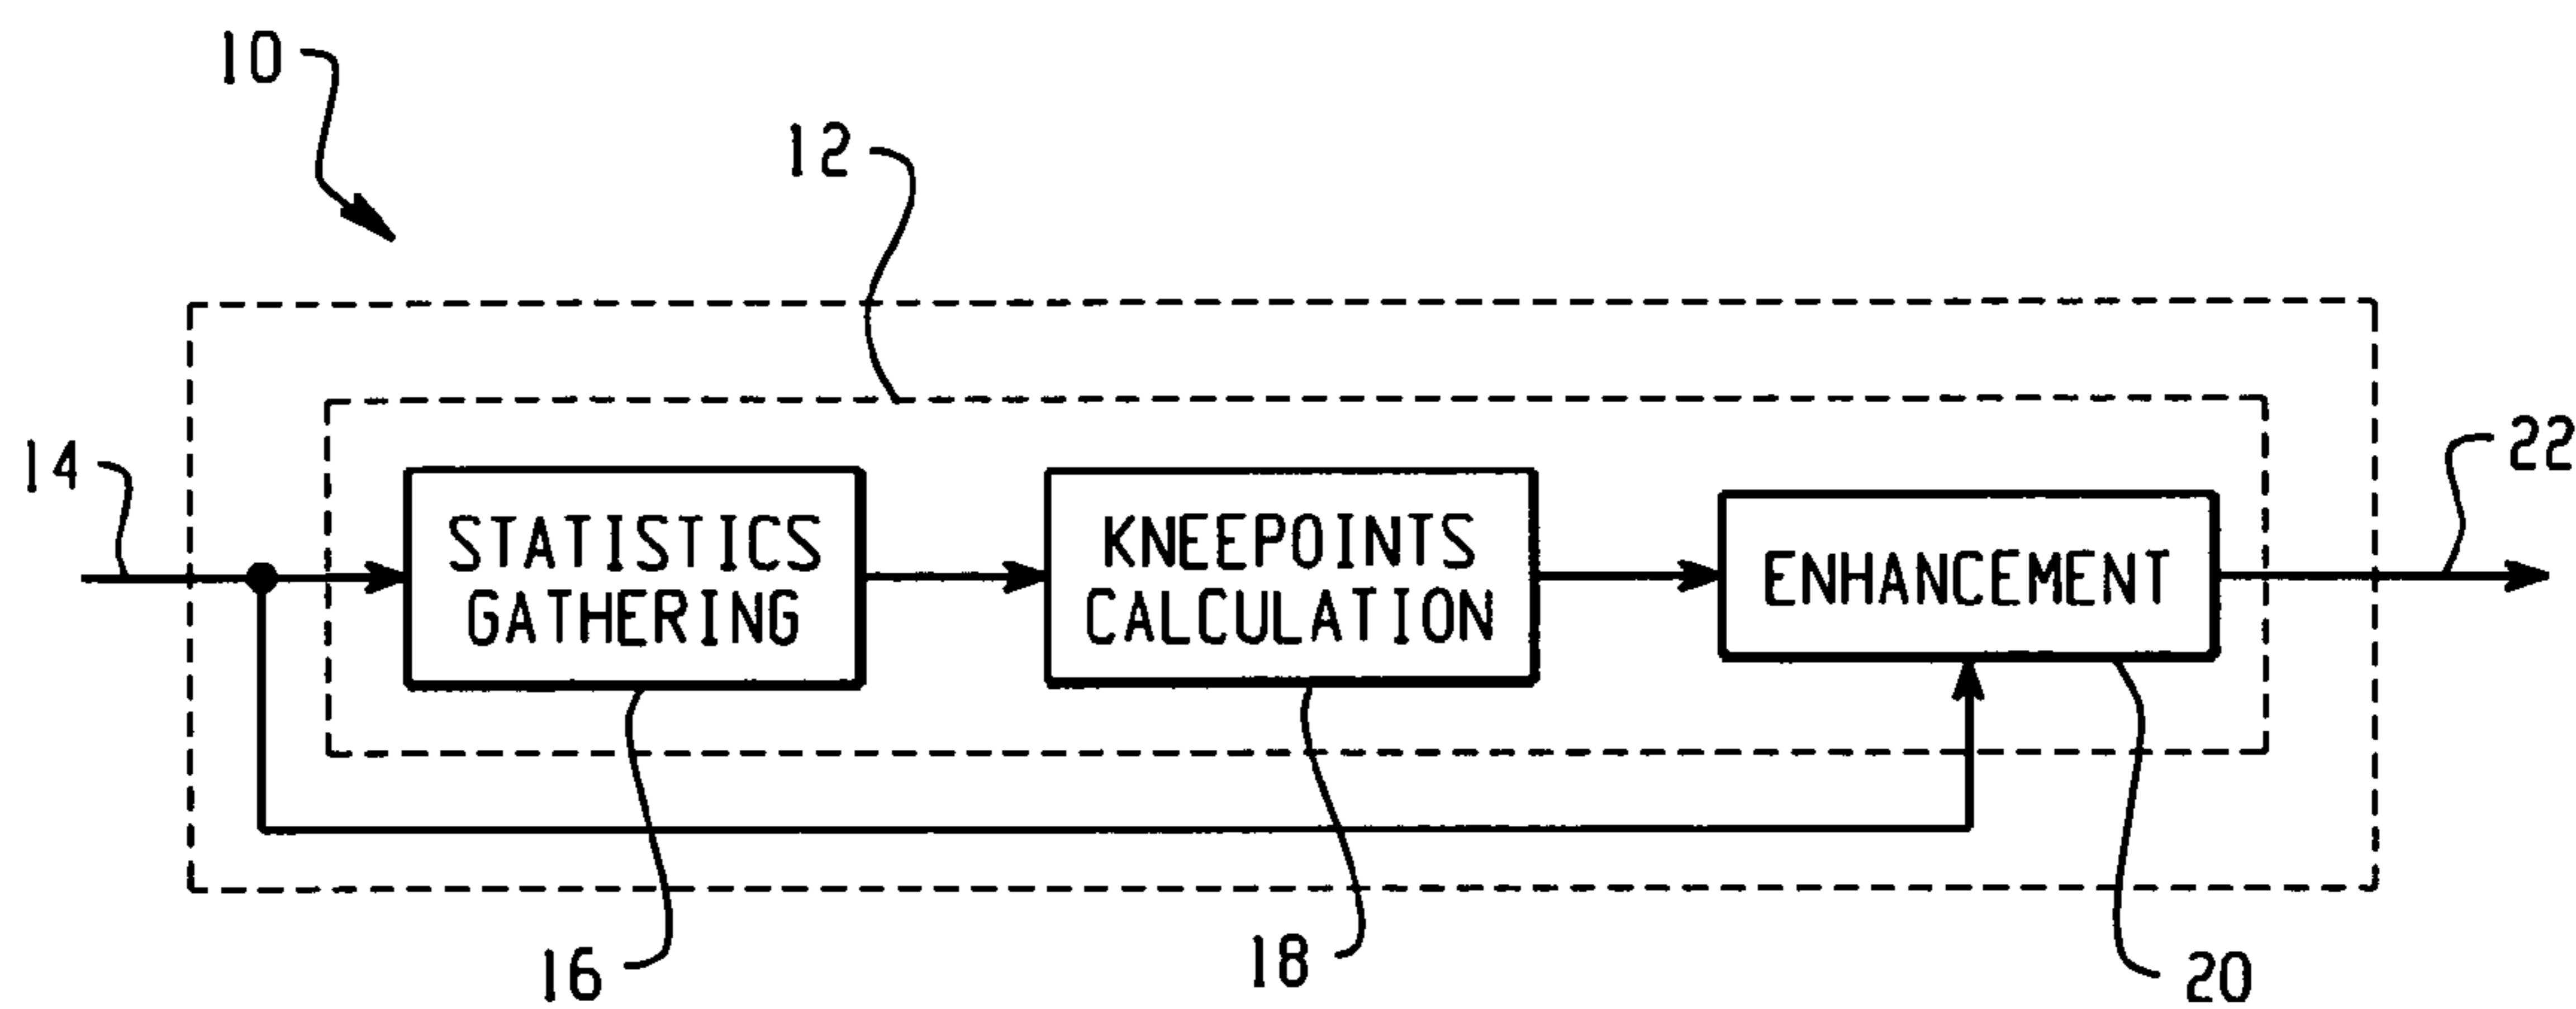 10
12
14
22
STATISTICS
GATHERING
KNEEPOINTS
CALCULATION
ENHANCEMENT
16
18
20